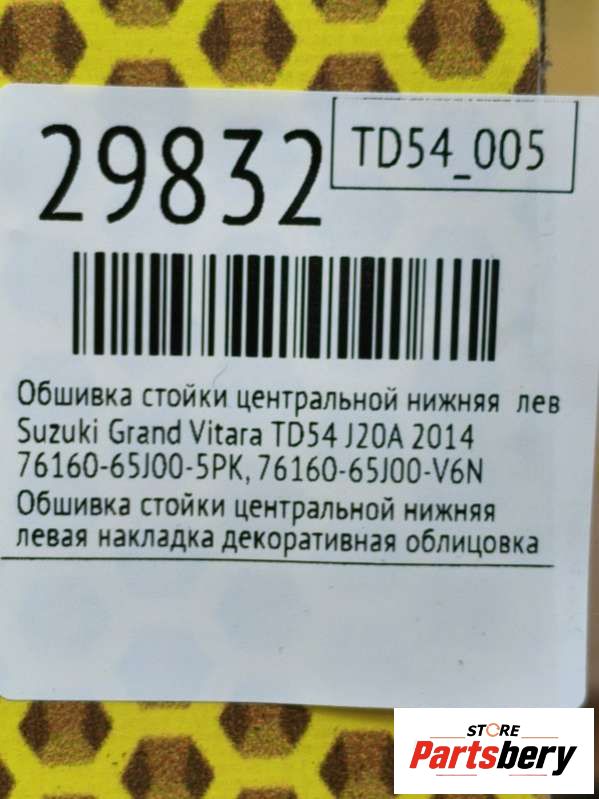 29832
TD54_005
Обшивка стойки центральной нижняя лев
Suzuki Grand Vitara TD54 J20A 2014
76160-65J00-5PK, 76160-65J00-V6N
Обшивка стойки центральной нижняя
левая накладка декоративная облицовка
STORE
Partsbery